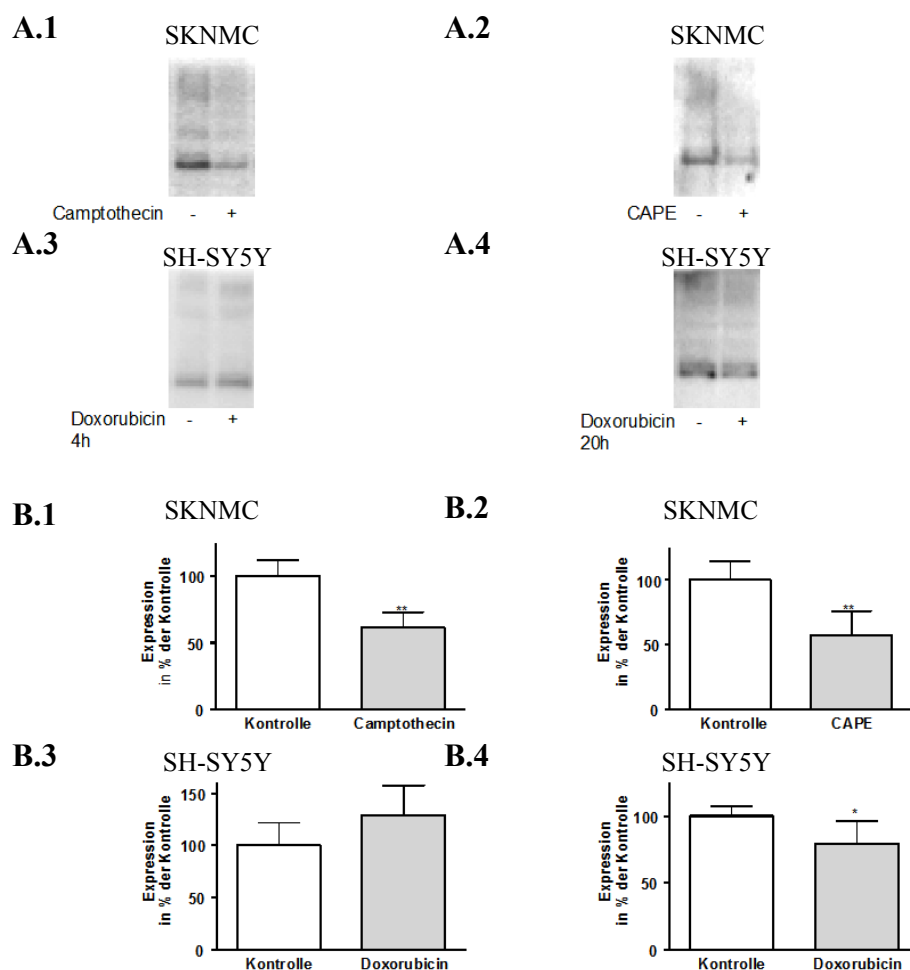 A.1
SKNMC
Camptothecin - +
A.2
SKNMC
CAPE - +
A.3
SH-SY5Y
Doxorubicin - +
4h
A.4
SH-SY5Y
Doxorubicin - +
20h
B.1
SKNMC
Expression
in % der Kontrolle
100
50
0
**
Kontrolle Camptothecin
B.2
SKNMC
Expression
in % der Kontrolle
100
50
0
**
Kontrolle CAPE
B.3
SH-SY5Y
Expression
in % der Kontrolle
150
100
50
0
Kontrolle Doxorubicin
B.4
SH-SY5Y
Expression
in % der Kontrolle
100
50
0
*
Kontrolle Doxorubicin